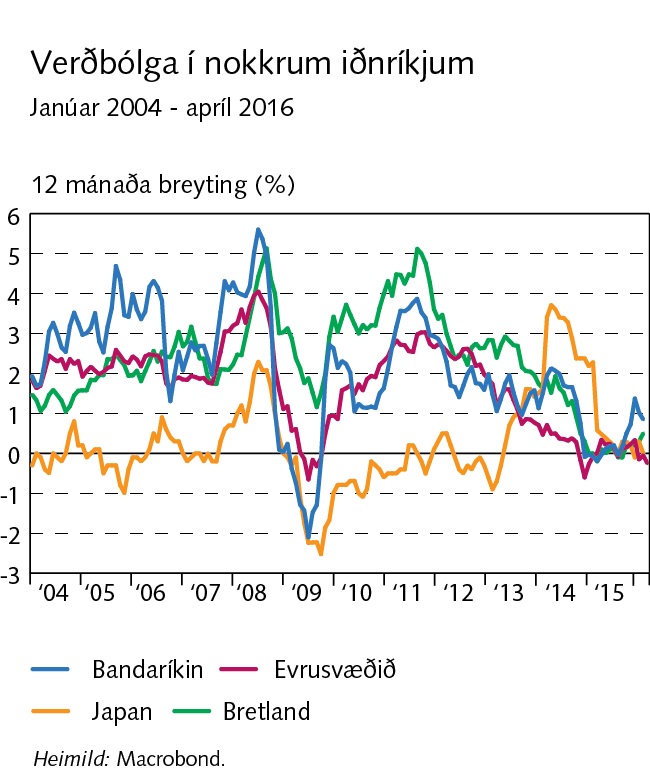 Verðbólga í nokkrum iðnríkjum
Janúar 2004 - apríl 2016
12 mánaða breyting (%)
6
5
4
3
2
1
0
-1
-2
-3
‘04 ‘05 ‘06 ‘07 ‘08 ‘09 ‘10 ‘11 ‘12 ‘13 ‘14 ‘15
Bandaríkin Evrusvæðið
Japan Bretland
Heimild: Macrobond.